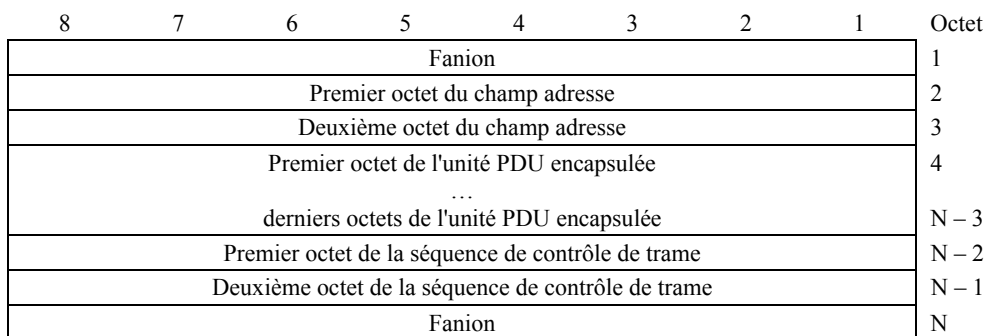 8 7 6 5 4 3 2 1 Octet
Fanion 1
Premier octet du champ adresse 2
Deuxième octet du champ adresse 3
Premier octet de l'unité PDU encapsulée 4
…
derniers octets de l'unité PDU encapsulée N – 3
Premier octet de la séquence de contrôle de trame N – 2
Deuxième octet de la séquence de contrôle de trame N – 1
Fanion N